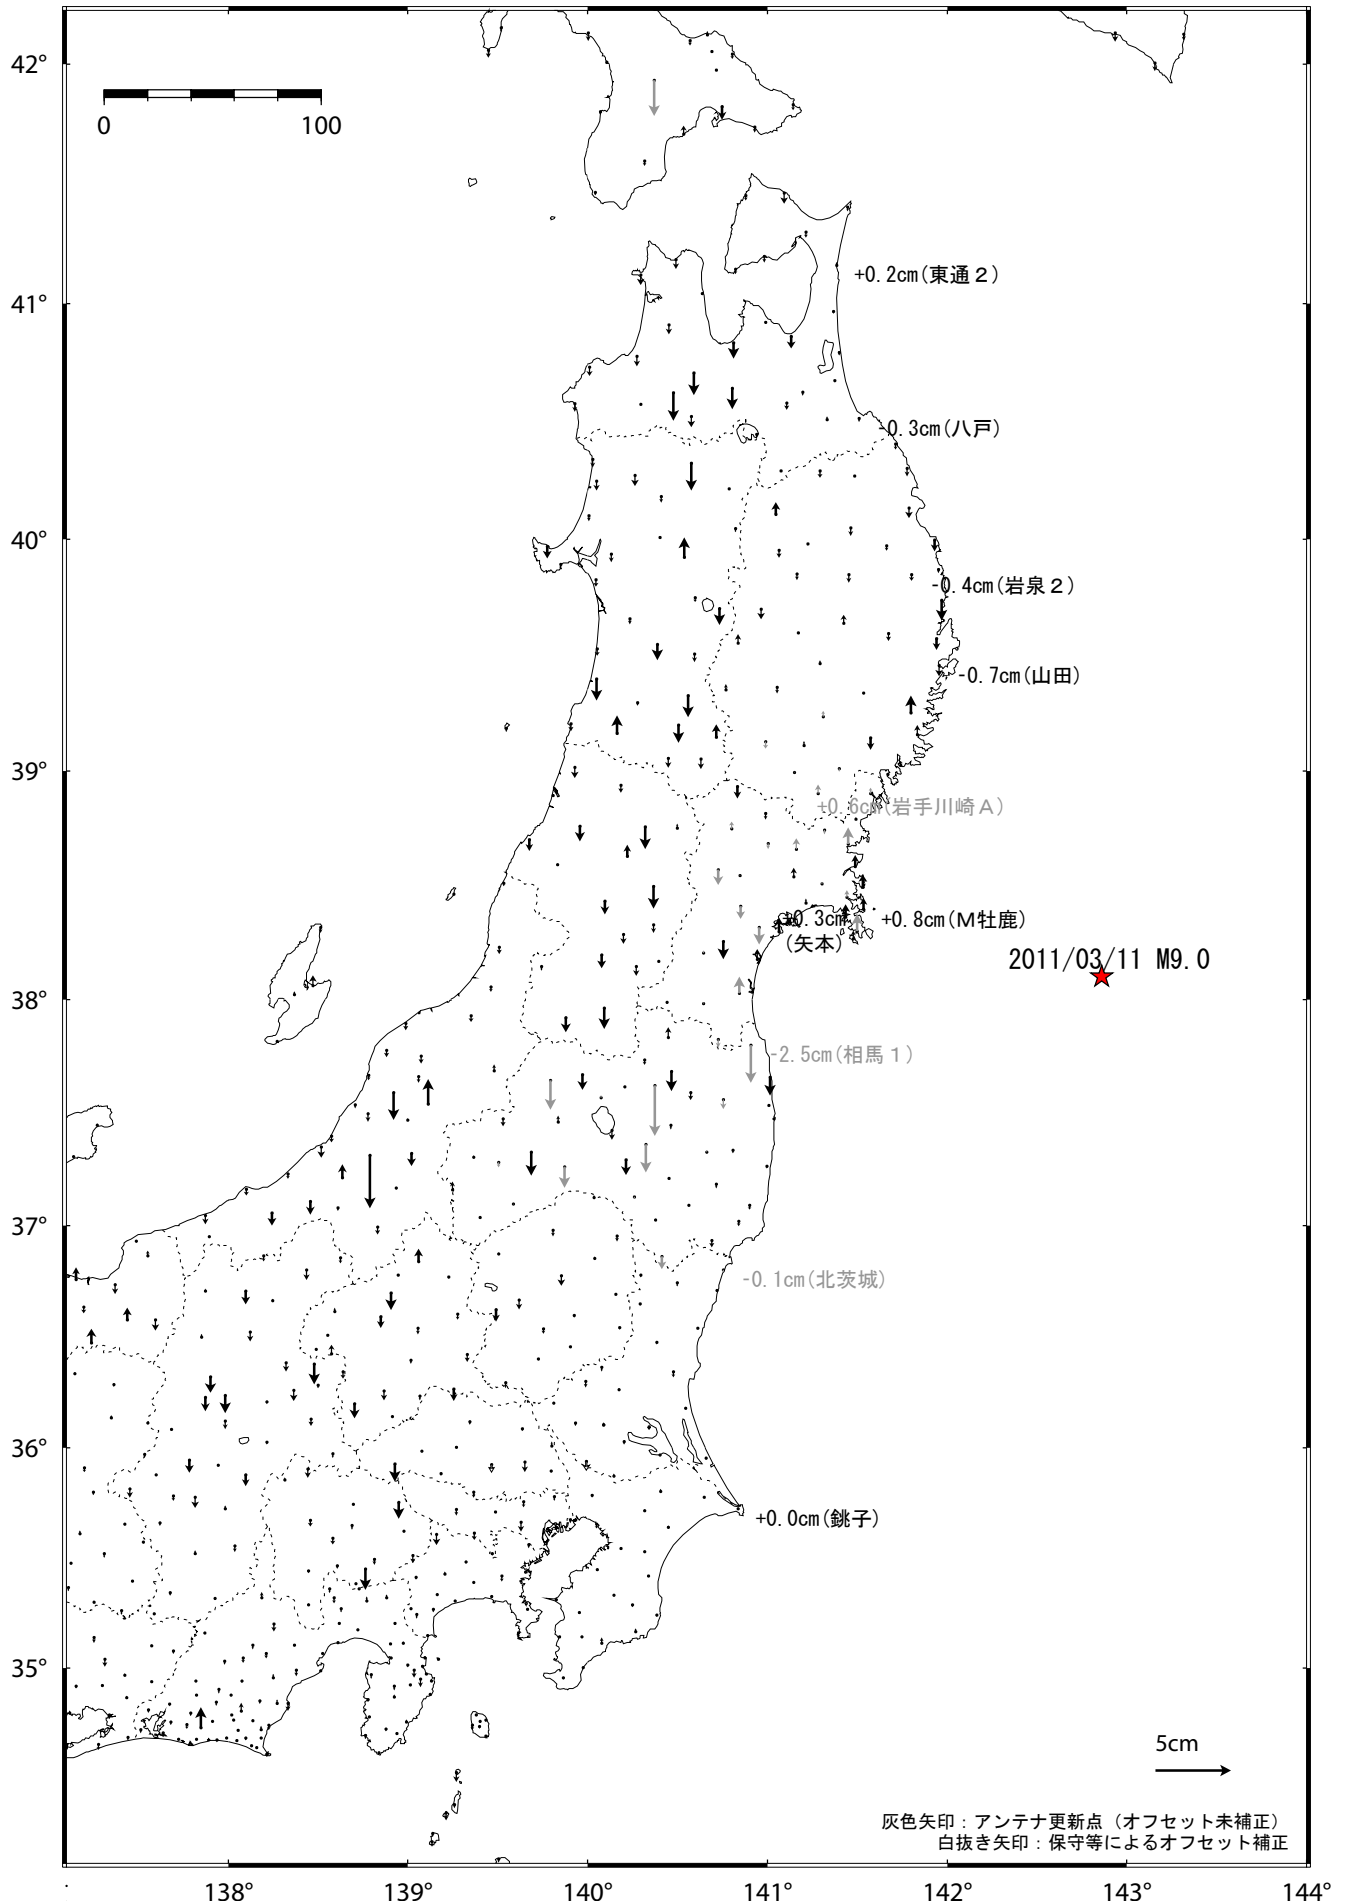 42°
0
100
+0.2cm(東通２)
41°
-0.3cm(八戸)
40°
-0.4cm(岩泉２)
-0.7cm(山田)
39°
+0.6cm(岩手川崎Ａ)
+0.3cm
(矢本)
+0.8cm(Ｍ牡鹿)
2011/03/11 M9.0
38°
-2.5cm(相馬１)
37°
-0.1cm(北茨城)
36°
+0.0cm(銚子)
35°
5cm
灰色矢印：アンテナ更新点（オフセット未補正）
白抜き矢印：保守等によるオフセット補正
138°
139°
140°
141°
142°
143°
144°